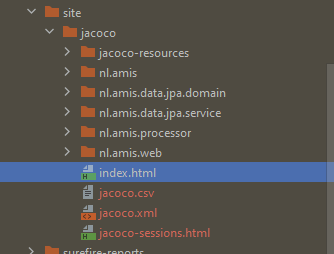 site
jacoco
jacoco-resources
nl.amis
nl.amis.data.jpa.domain
nl.amis.data.jpa.service
nl.amis.processor
nl.amis.web
index.html
jacoco.csv
jacoco.xml
jacoco-sessions.html
surefire-reports